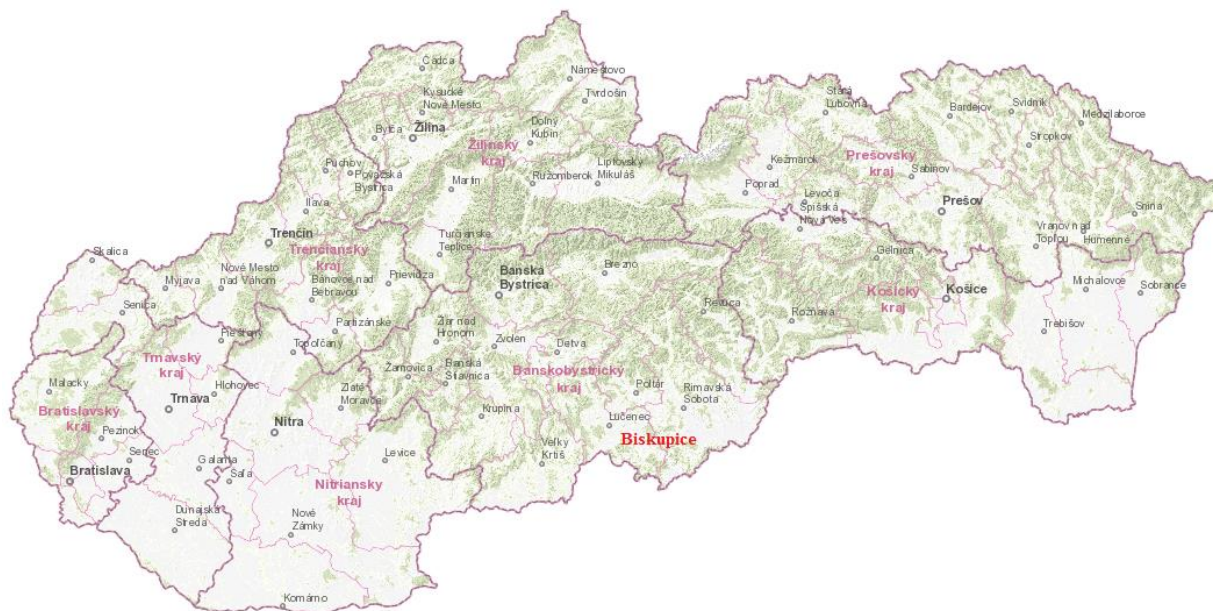 Čadca
Námestovo
Kysucké
Nové Mesto
Tvrdošín
Stará
Ľubovňa
Bardejov
Svidník
Medzilaborce
Bytča
Žilina
Dolný
Kubín
Stropkov
Žilinský
kraj
Prešovský
kraj
Púchov
Považská
Bystrica
Martin
Ružomberok
Liptovský
Mikuláš
Kežmarok
Poprad
Sabinov
Levoča
Spišská
Nová Ves
Prešov
Snina
Ilava
Trenčín
Trenčiansky
kraj
Turčianske
Teplice
Vranov nad
Topľou
Humenné
Skalica
Myjava
Nové Mesto
nad Váhom
Bánovce nad
Bebravou
Prievidza
Banská
Bystrica
Brezno
Gelnica
Košický
kraj
Košice
Michalovce
Sobrance
Senica
Piešťany
Partizánske
Topoľčany
Žiar nad
Hronom
Zvolen
Detva
Revúca
Rožňava
Trebišov
Trnavský
kraj
Malacky
Hlohovec
Trnava
Zlaté
Moravce
Žarnovica
Banská
Štiavnica
Banskobystrický
kraj
Poltár
Rimavská
Sobota
Bratislavský
kraj
Pezinok
Nitra
Krupina
Lučenec
Biskupice
Veľký
Krtíš
Senec
Bratislava
Galanta
Šaľa
Levice
Nitriansky
kraj
Dunajská
Streda
Nové
Zámky
Komárno